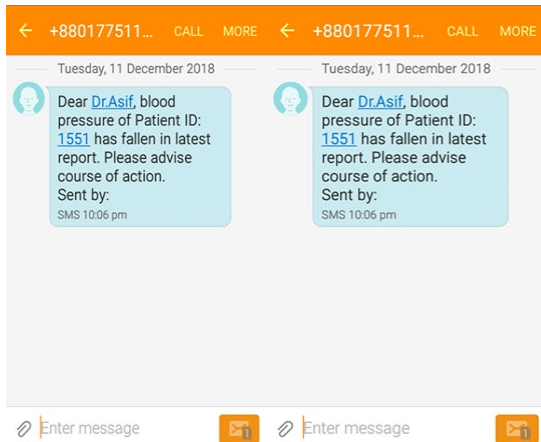 +880177511... CALL MORE
Tuesday, 11 December 2018
Dear Dr.Asif, blood
pressure of Patient ID:
1551 has fallen in latest
report. Please advise
course of action.
Sent by:
SMS 10:06 pm
Enter message
1
+880177511... CALL MORE
Tuesday, 11 December 2018
Dear Dr.Asif, blood
pressure of Patient ID:
1551 has fallen in latest
report. Please advise
course of action.
Sent by:
SMS 10:06 pm
Enter message
1